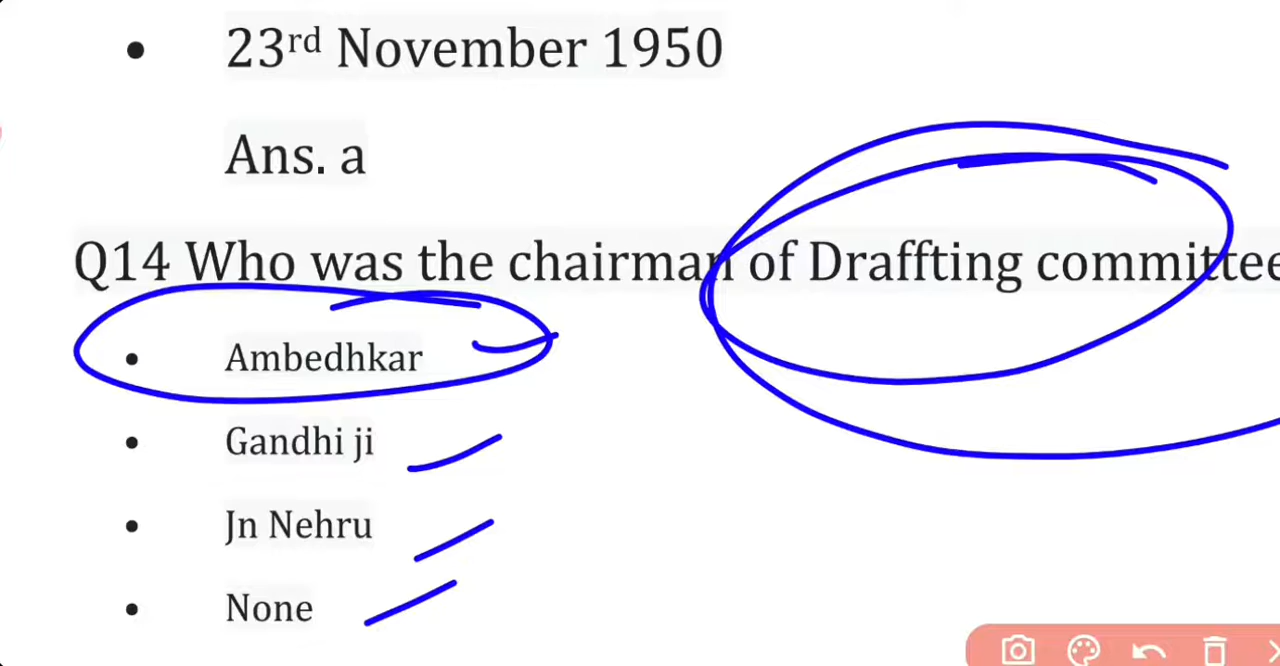 • 23rd November 1950
Ans. a
Q14 Who was the chairman of Draffting committee
• Ambedhkar
• Gandhi ji
• Jn Nehru
• None